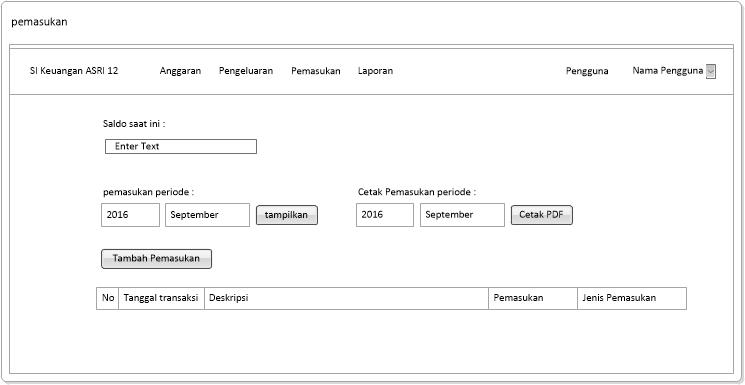 pemasukan
SI Keuangan ASRI 12 Anggaran Pengeluaran Pemasukan Laporan Pengguna Nama Pengguna
Saldo saat ini :
Enter Text
pemasukan periode : Cetak Pemasukan periode :
2016 September tampilkan 2016 September Cetak PDF
Tambah Pemasukan
No Tanggal transaksi Deskripsi Pemasukan Jenis Pemasukan